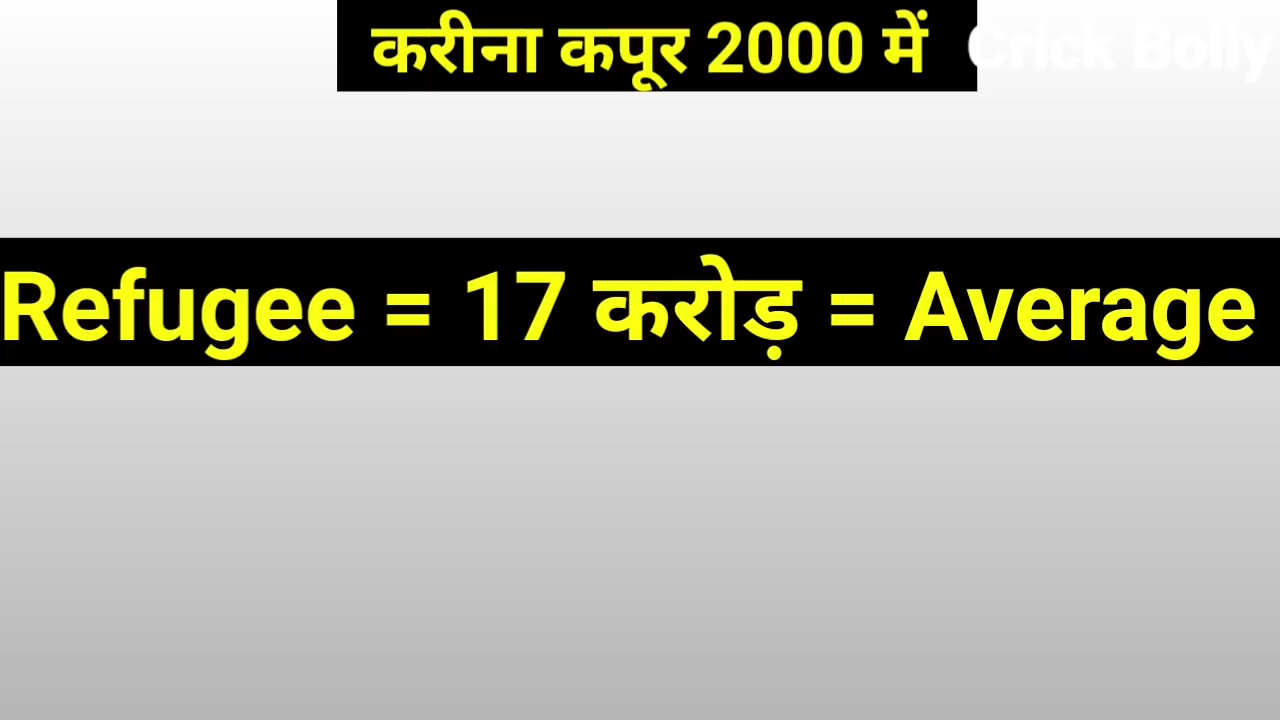 करीना कपूर 2000 में
Crick Bolly
Refugee = 17 करोड़ = Average